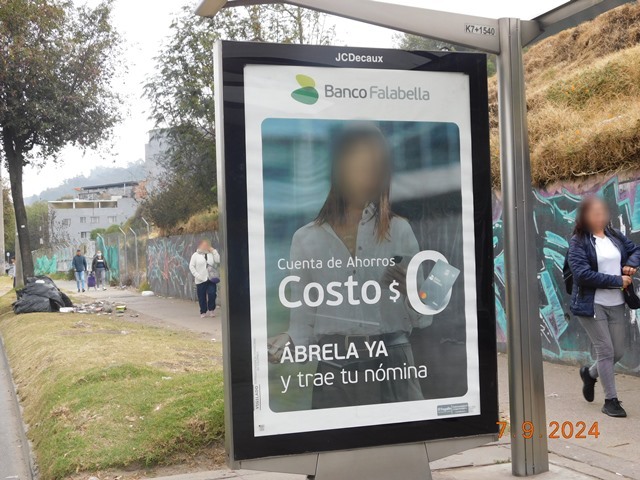 K7+1540
JCDecaux
Banco Falabella
Cuenta de Ahorros
Costo $0
ÁBRELA YA
y trae tu nómina
7 9 2024